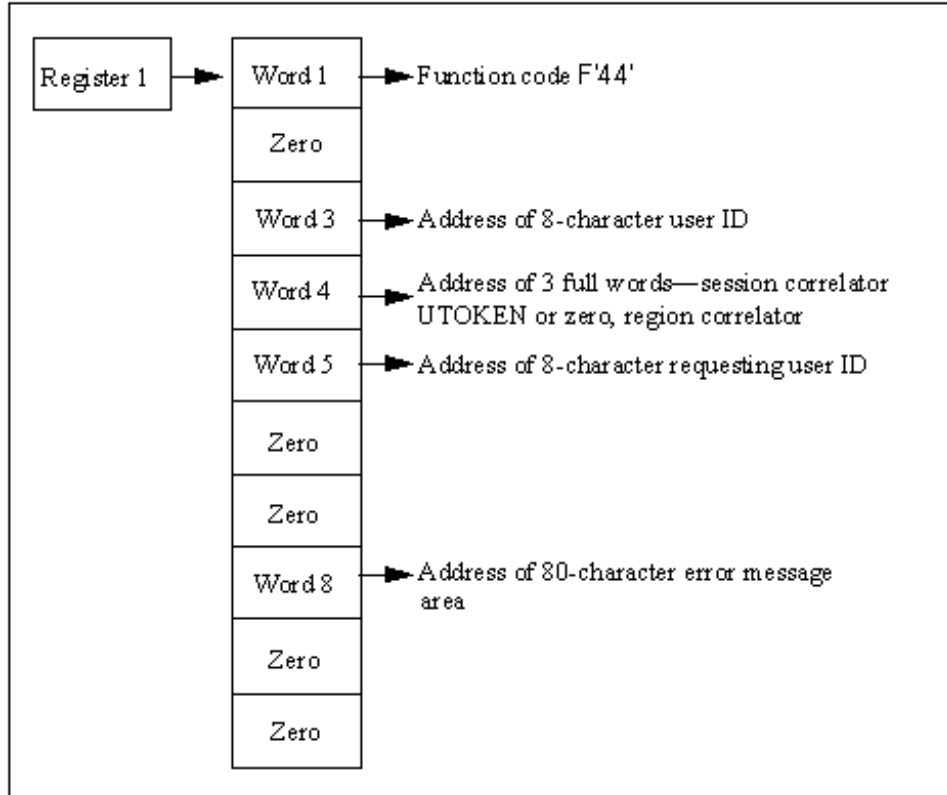 Register 1
Word 1
Function code F'44'
Zero
Word 3
Address of 8-character user ID
Word 4
Address of 3 full words—session correlator
UTOKEN or zero, region correlator
Word 5
Address of 8-character requesting user ID
Zero
Zero
Word 8
Address of 80-character error message
area
Zero
Zero